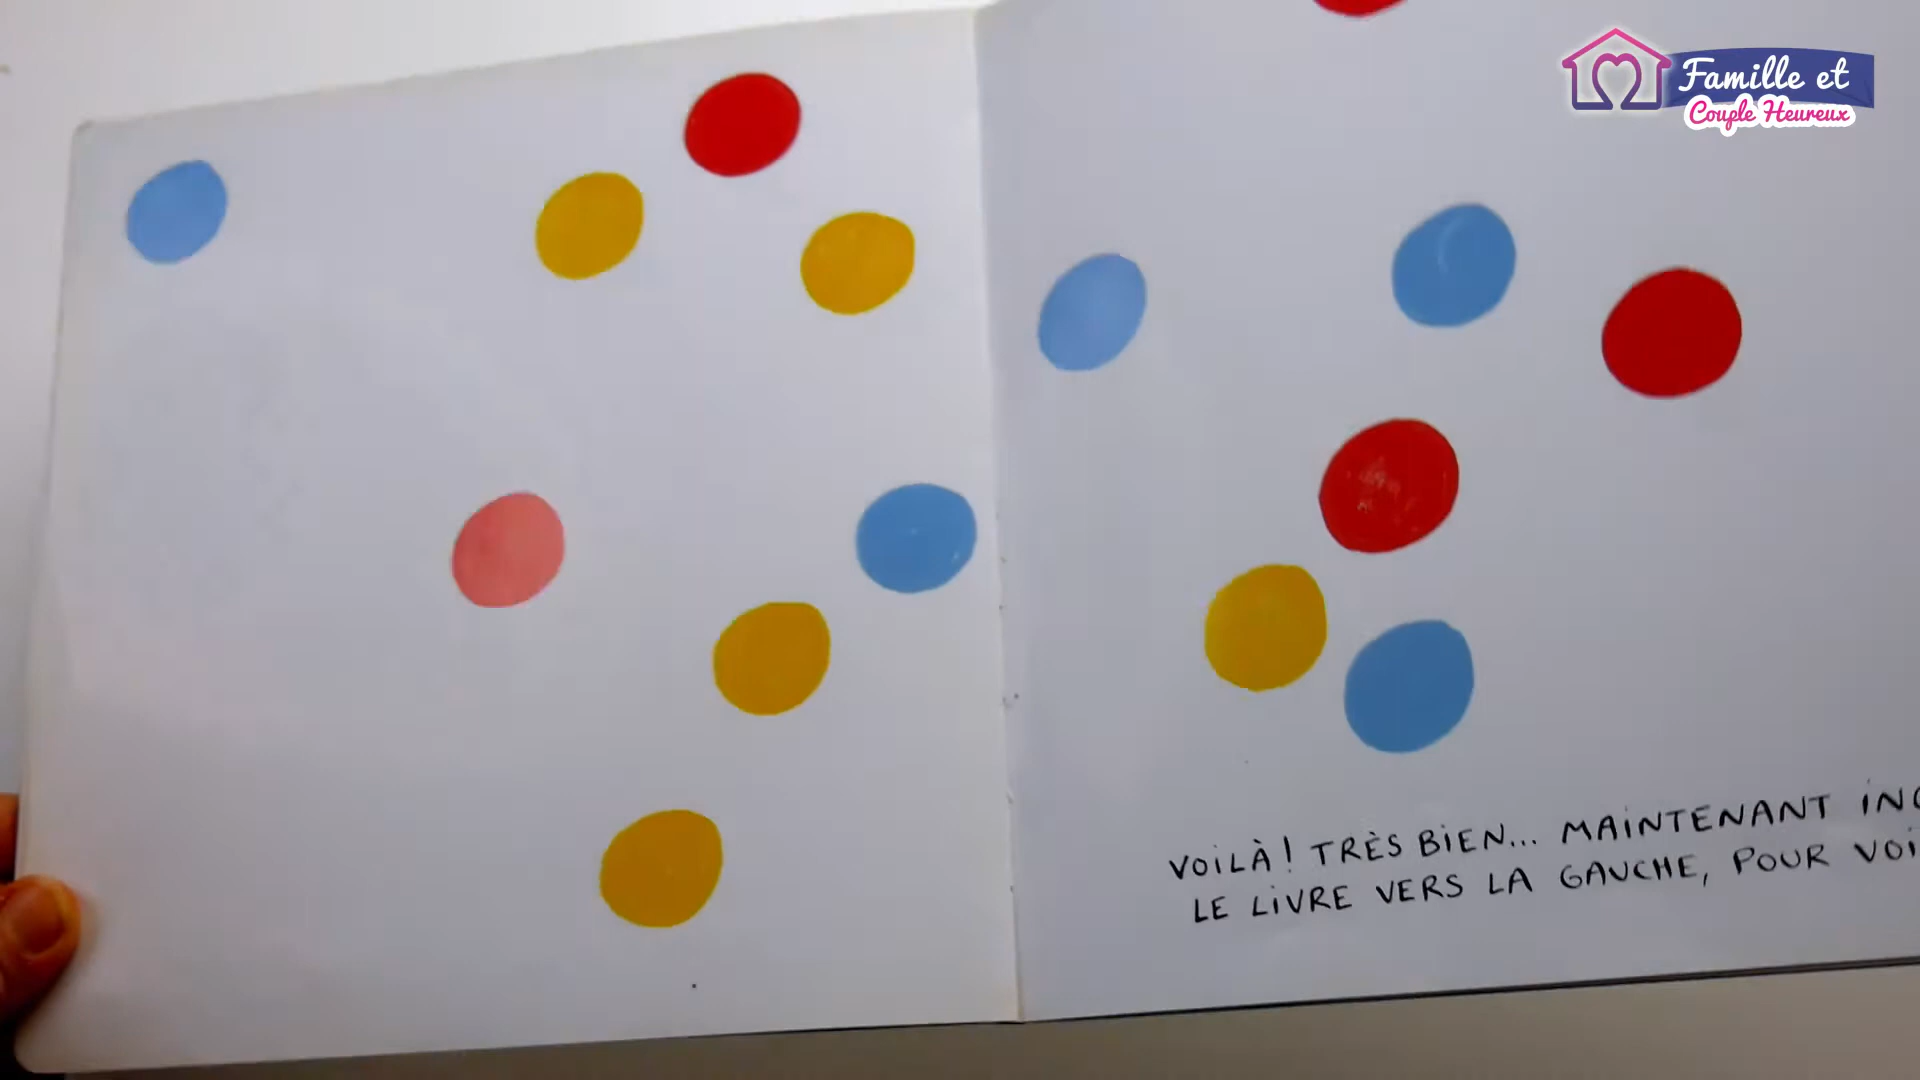 Famille et
Couple Heureux
VOiLÀ! TRÈS BiEN... MAiNTENANT
LE LiVRE VERS LA GAUCHE, POUR